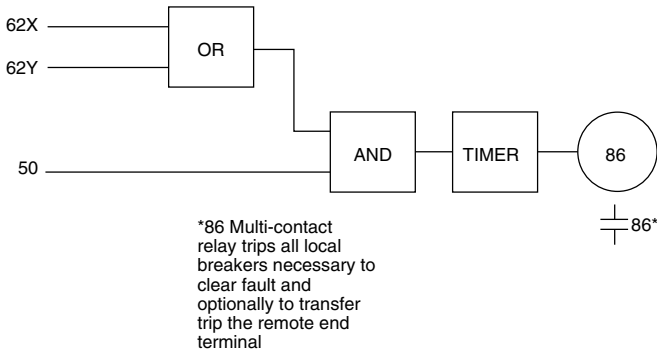 62X
OR
62Y
AND
TIMER
86
50
86*
*86 Multi-contact
relay trips all local
breakers necessary to
clear fault and
optionally to transfer
trip the remote end
terminal